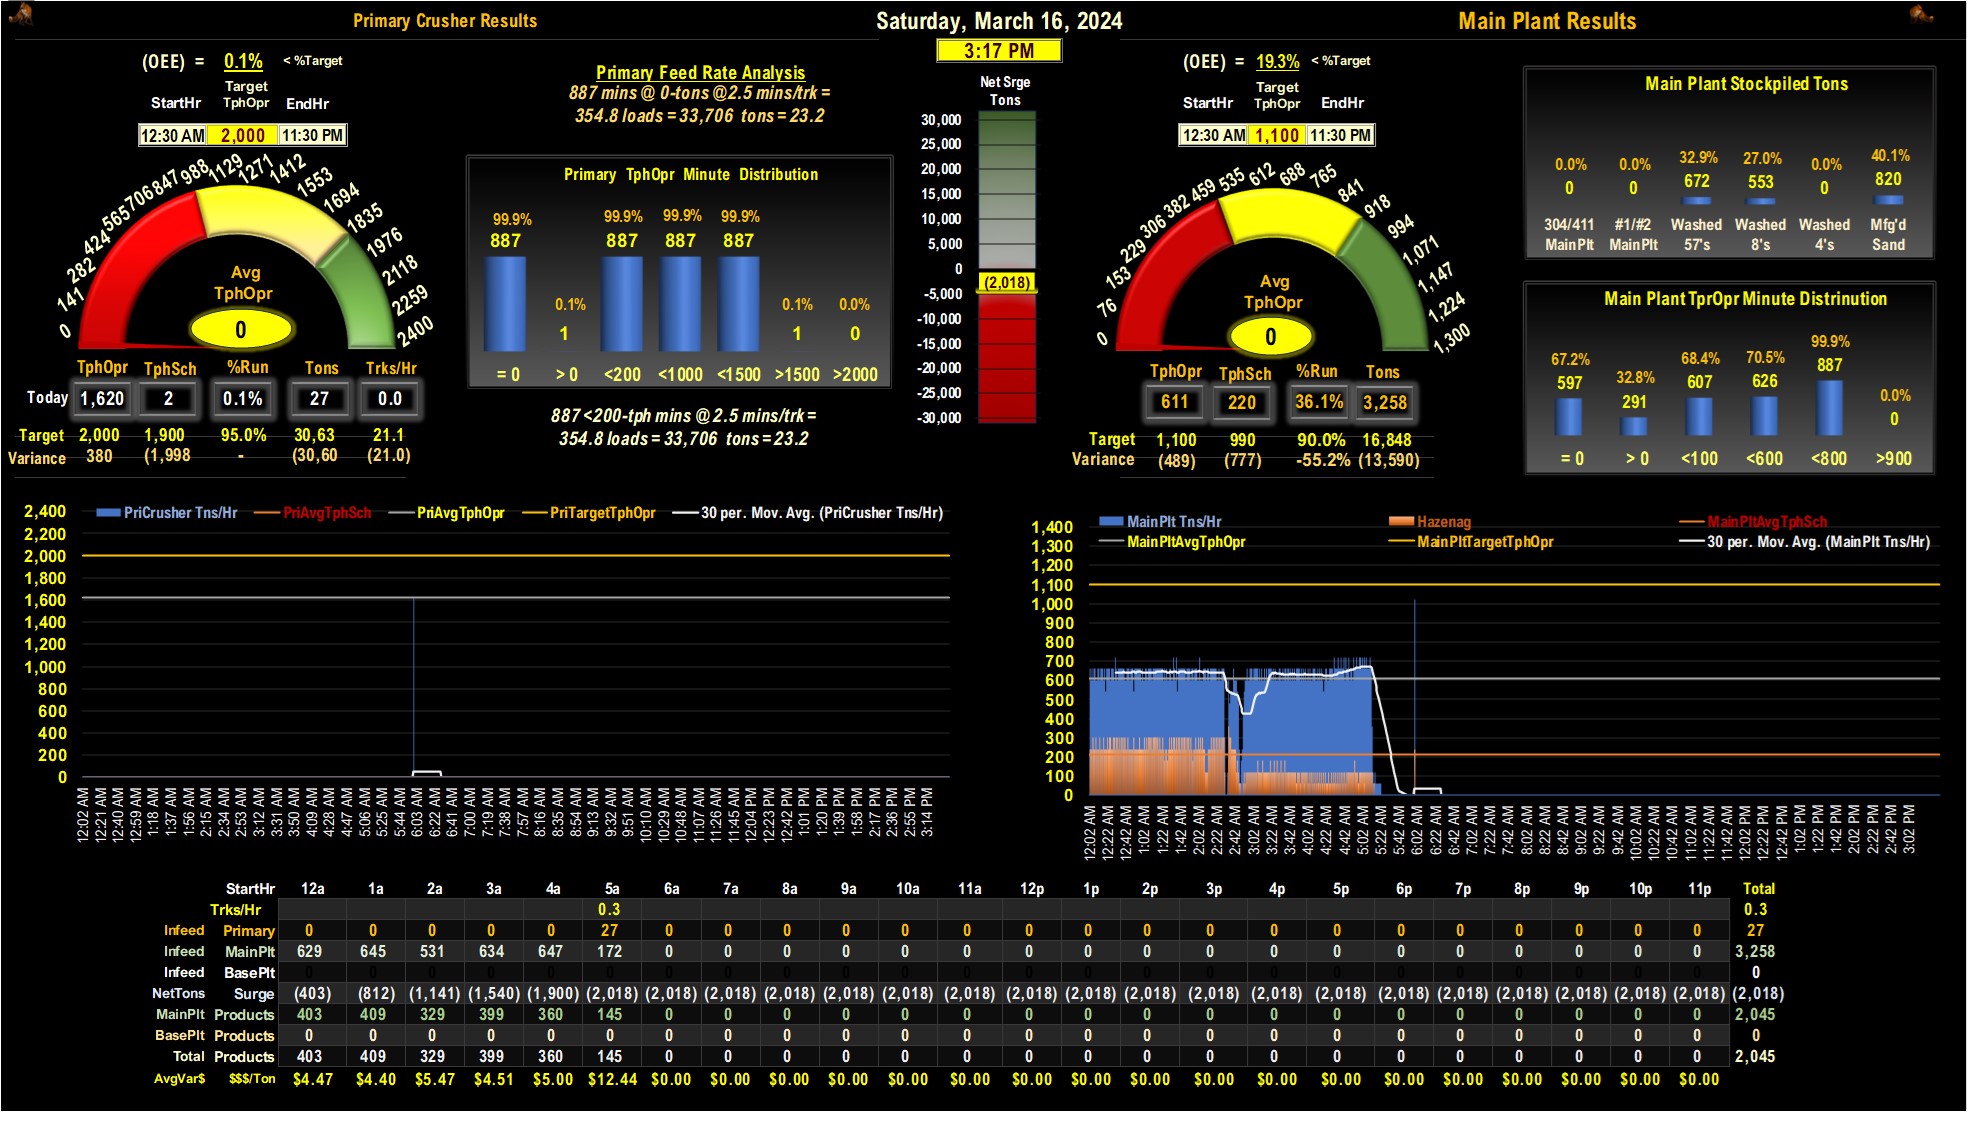 Primary Crusher Results
Saturday, March 16, 2024
Main Plant Results
3:17 PM
(OEE) = 0.1% < %Target
Target
StartHr TphOpr EndHr
12:30 AM 2,000 11:30 PM
0 141 282 424 565 706 847 988 1129 1271 1412 1553 1694 1835 1976 2118 2259 2400
Avg
TphOpr
0
TphOpr TphSch %Run Tons Trks/Hr
Today 1,620 2 0.1% 27 0.0
Target 2,000 1,900 95.0% 30,63 21.1
Variance 380 (1,998 - (30,60 (21.0)
Primary Feed Rate Analysis
887 mins @ 0-tons @2.5 mins/trk =
354.8 loads = 33,706 tons = 23.2
Primary TphOpr Minute Distribution
99.9% 0.1% 99.9% 99.9% 99.9% 0.1% 0.0%
887 1 887 887 887 1 0
= 0 > 0 <200 <1000 <1500 >1500 >2000
887 <200-tph mins @ 2.5 mins/trk =
354.8 loads = 33,706 tons = 23.2
Net Srge
Tons
30,000
25,000
20,000
15,000
10,000
5,000
0
(2,018)
-5,000
-10,000
-15,000
-20,000
-25,000
-30,000
(OEE) = 19.3% < %Target
Target
StartHr TphOpr EndHr
12:30 AM 1,100 11:30 PM
0 76 153 229 306 382 459 535 612 688 765 841 918 994 1,071 1,147 1,224 1,300
Avg
TphOpr
0
TphOpr TphSch %Run Tons
611 220 36.1% 3,258
Target 1,100 990 90.0% 16,848
Variance (489) (777) -55.2% (13,590)
Main Plant Stockpiled Tons
0.0% 0.0% 32.9% 27.0% 0.0% 40.1%
0 0 672 553 0 820
304/411 #1/#2 Washed Washed Washed Mfg'd
MainPlt MainPlt 57's 8's 4's Sand
Main Plant TprOpr Minute Distrinution
67.2% 32.8% 68.4% 70.5% 99.9% 0.0%
597 291 607 626 887 0
= 0 > 0 <100 <600 <800 >900
PriCrusher Tns/Hr PriAvgTphSch PriAvgTphOpr PriTargetTphOpr 30 per. Mov. Avg. (PriCrusher Tns/Hr)
2,400
2,200
2,000
1,800
1,600
1,400
1,200
1,000
800
600
400
200
0
12:02 AM 12:21 AM 12:40 AM 12:59 AM 1:18 AM 1:37 AM 1:56 AM 2:15 AM 2:34 AM 2:53 AM 3:12 AM 3:31 AM 3:50 AM 4:09 AM 4:28 AM 4:47 AM 5:06 AM 5:25 AM 5:44 AM 6:03 AM 6:22 AM 6:41 AM 7:00 AM 7:19 AM 7:38 AM 7:57 AM 8:16 AM 8:35 AM 8:54 AM 9:13 AM 9:32 AM 9:51 AM 10:10 AM 10:29 AM 10:48 AM 11:07 AM 11:26 AM 11:45 AM 12:04 PM 12:23 PM 12:42 PM 1:01 PM 1:20 PM 1:39 PM 1:58 PM 2:17 PM 2:36 PM 2:55 PM 3:14 PM
MainPlt Tns/Hr Hazenag MainPltAvgTphSch
MainPltAvgTphOpr MainPltTargetTphOpr 30 per. Mov. Avg. (MainPlt Tns/Hr)
1,400
1,300
1,200
1,100
1,000
900
800
700
600
500
400
300
200
100
0
12:02 AM 12:22 AM 12:42 AM 1:02 AM 1:22 AM 1:42 AM 2:02 AM 2:22 AM 2:42 AM 3:02 AM 3:22 AM 3:42 AM 4:02 AM 4:22 AM 4:42 AM 5:02 AM 5:22 AM 5:42 AM 6:02 AM 6:22 AM 6:42 AM 7:02 AM 7:22 AM 7:42 AM 8:02 AM 8:22 AM 8:42 AM 9:02 AM 9:22 AM 9:42 AM 10:02 AM 10:22 AM 10:42 AM 11:02 AM 11:22 AM 11:42 AM 12:02 PM 12:22 PM 12:42 PM 1:02 PM 1:22 PM 1:42 PM 2:02 PM 2:22 PM 2:42 PM 3:02 PM
StartHr 12a 1a 2a 3a 4a 5a 6a 7a 8a 9a 10a 11a 12p 1p 2p 3p 4p 5p 6p 7p 8p 9p 10p 11p Total
Trks/Hr 0.3 0.3
Infeed Primary 0 0 0 0 0 27 0 0 0 0 0 0 0 0 0 0 0 0 0 0 0 0 0 0 27
Infeed MainPlt 629 645 531 634 647 172 0 0 0 0 0 0 0 0 0 0 0 0 0 0 0 0 0 0 3,258
Infeed BasePlt 0 0 0 0 0 0 0 0 0 0 0 0 0 0 0 0 0 0 0 0 0 0 0 0 0
NetTons Surge (403) (812) (1,141) (1,540) (1,900) (2,018) (2,018) (2,018) (2,018) (2,018) (2,018) (2,018) (2,018) (2,018) (2,018) (2,018) (2,018) (2,018) (2,018) (2,018) (2,018) (2,018) (2,018) (2,018) (2,018)
MainPlt Products 403 409 329 399 360 145 0 0 0 0 0 0 0 0 0 0 0 0 0 0 0 0 0 0 2,045
BasePlt Products 0 0 0 0 0 0 0 0 0 0 0 0 0 0 0 0 0 0 0 0 0 0 0 0 0
Total Products 403 409 329 399 360 145 0 0 0 0 0 0 0 0 0 0 0 0 0 0 0 0 0 0 2,045
AvgVar$ $$$/Ton $4.47 $4.40 $5.47 $4.51 $5.00 $12.44 $0.00 $0.00 $0.00 $0.00 $0.00 $0.00 $0.00 $0.00 $0.00 $0.00 $0.00 $0.00 $0.00 $0.00 $0.00 $0.00 $0.00 $0.00